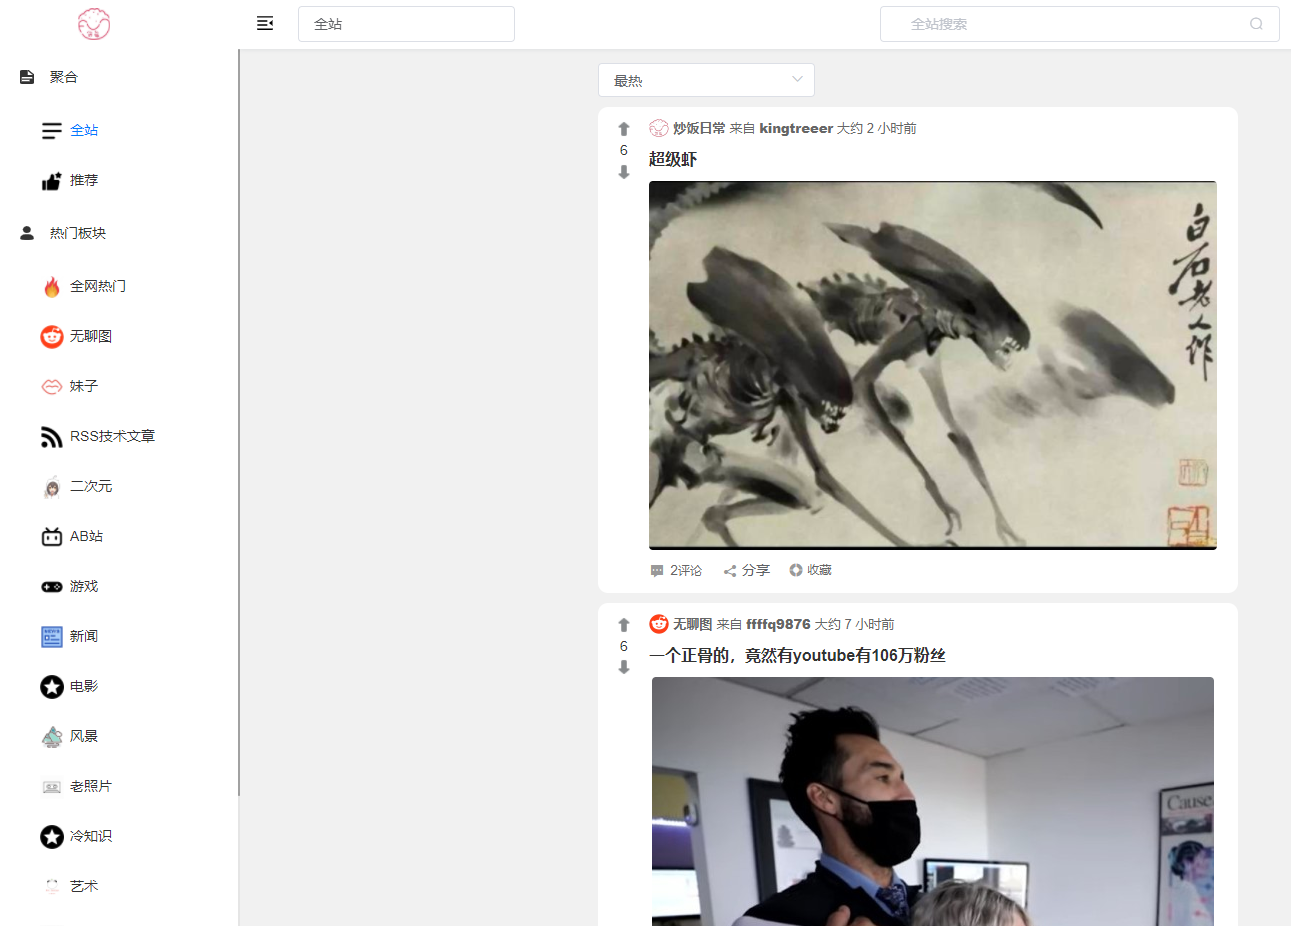 全站
全站搜索
聚合
全站
推荐
热门板块
全网热门
无聊图
妹子
RSS技术文章
二次元
AB站
游戏
新闻
电影
风景
老照片
冷知识
艺术
最热
炒饭日常 来自 kingtreeer 大约 2 小时前
6
超级虾
白石老人作
2评论 分享 收藏
无聊图 来自 ffffq9876 大约 7 小时前
6
一个正骨的，竟然有youtube有106万粉丝
Cause